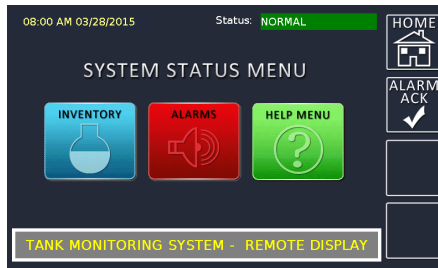 08:00 AM 03/28/2015 Status: NORMAL
HOME
SYSTEM STATUS MENU
ALARM
ACK
INVENTORY ALARMS HELP MENU
?
TANK MONITORING SYSTEM - REMOTE DISPLAY